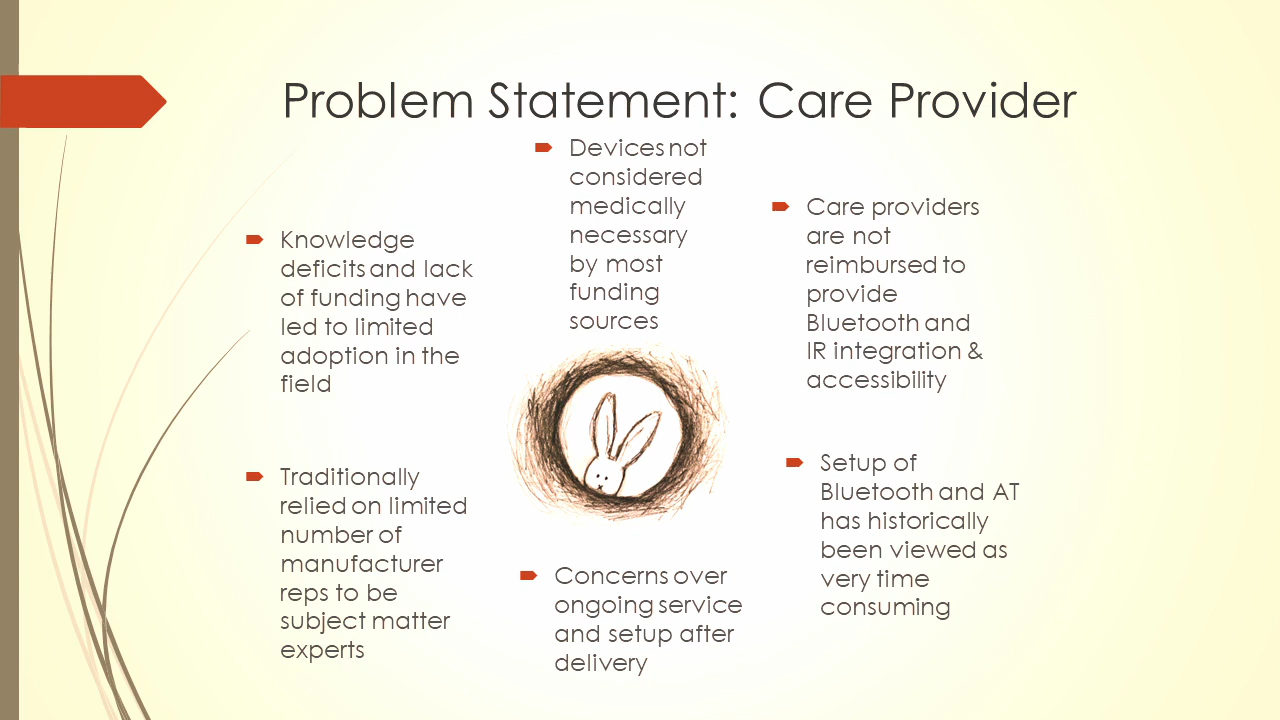 Problem Statement: Care Provider
Devices not
considered
medically
necessary
by most
funding
sources
Care providers
are not
reimbursed to
provide
Bluetooth and
IR integration &
accessibility
Knowledge
deficits and lack
of funding have
led to limited
adoption in the
field
Traditionally
relied on limited
number of
manufacturer
reps to be
subject matter
experts
Setup of
Bluetooth and AT
has historically
been viewed as
very time
consuming
Concerns over
ongoing service
and setup after
delivery